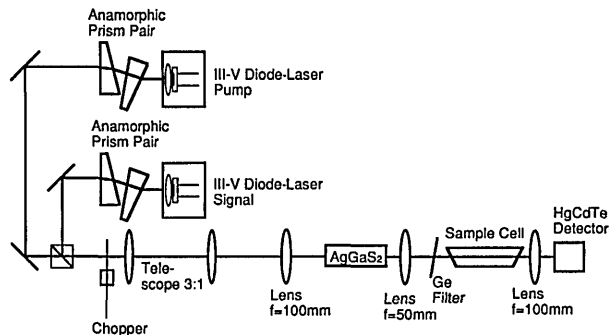 Anamorphic
Prism Pair
III-V Diode-Laser
Pump
Anamorphic
Prism Pair
III-V Diode-Laser
Signal
HgCdTe
Detector
Sample Cell
AgGaS₂
Tele-
scope 3:1
Lens
f=100mm
Lens
f=50mm
Ge
Filter
Lens
f=100mm
Chopper